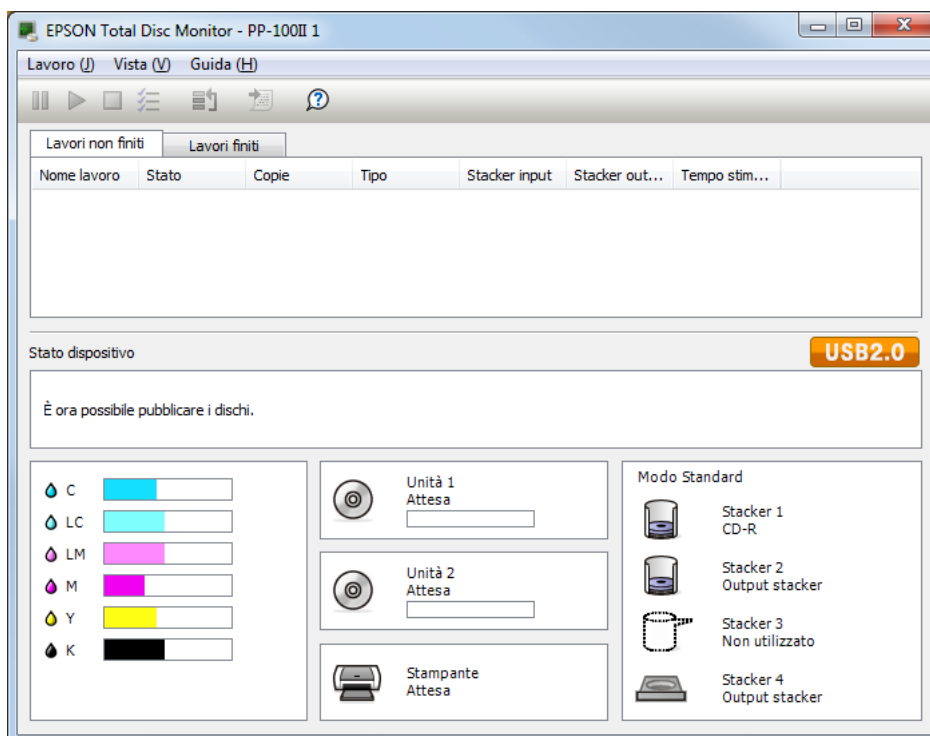 EPSON Total Disc Monitor - PP-100II 1
Lavoro (J) Vista (V) Guida (H)
Lavori non finiti Lavori finiti
Nome lavoro Stato Copie Tipo Stacker input Stacker out... Tempo stim...
Stato dispositivo USB2.0
È ora possibile pubblicare i dischi.
C
LC
LM
M
Y
K
Unità 1
Attesa
Unità 2
Attesa
Stampante
Attesa
Modo Standard
Stacker 1
CD-R
Stacker 2
Output stacker
Stacker 3
Non utilizzato
Stacker 4
Output stacker